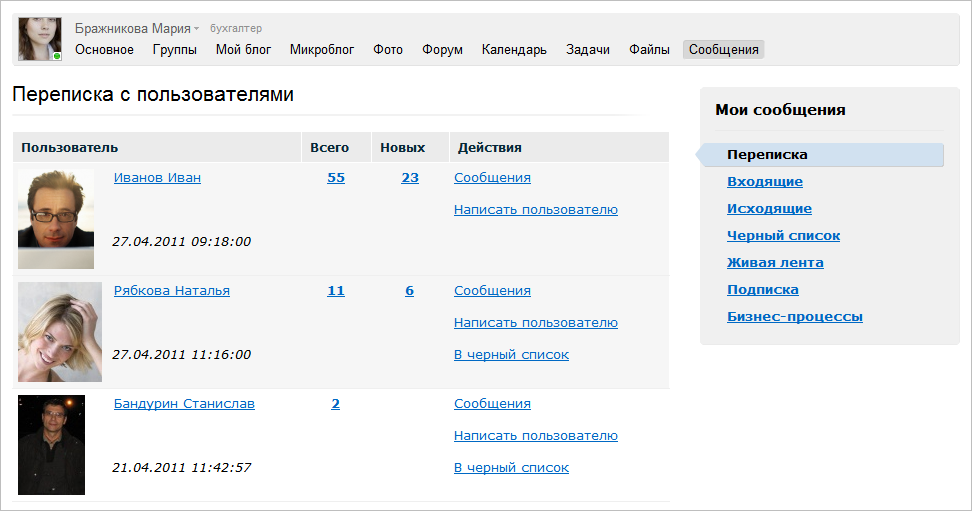 Бражникова Мария бухгалтер
Основное Группы Мой блог Микроблог Фото Форум Календарь Задачи Файлы Сообщения
Переписка с пользователями
Пользователь Всего Новых Действия
Иванов Иван 55 23 Сообщения
Написать пользователю
27.04.2011 09:18:00
Рябкова Наталья 11 6 Сообщения
Написать пользователю
27.04.2011 11:16:00 В черный список
Бандурин Станислав 2 Сообщения
Написать пользователю
21.04.2011 11:42:57 В черный список
Мои сообщения
Переписка
Входящие
Исходящие
Черный список
Живая лента
Подписка
Бизнес-процессы